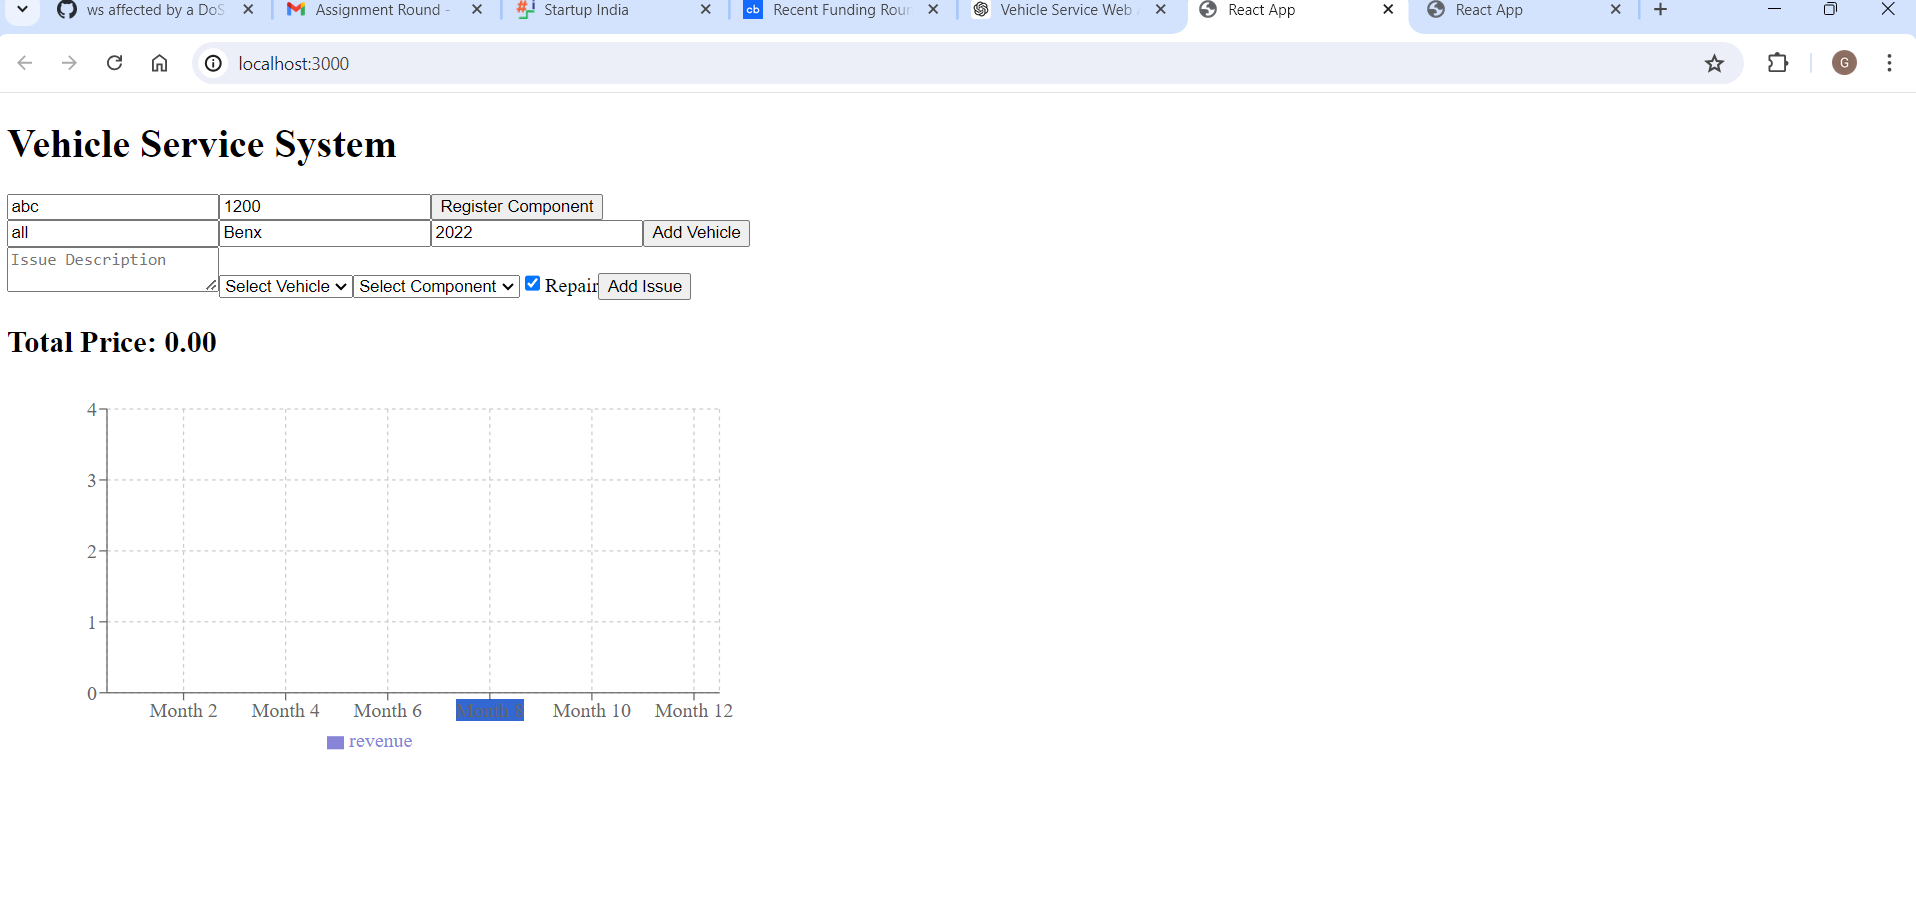 ws affected by a DoS
Assignment Round -
Startup India
cb Recent Funding Roun
Vehicle Service Web A
React App
React App
localhost:3000
G
Vehicle Service System
abc 1200 Register Component
all Benx 2022 Add Vehicle
Issue Description
Select Vehicle Select Component Repair Add Issue
Total Price: 0.00
4
3
2
1
0
Month 2 Month 4 Month 6 Month 8 Month 10 Month 12
revenue